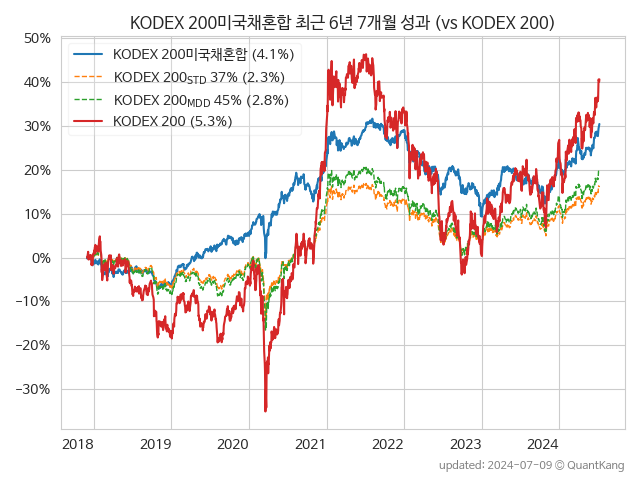 KODEX 200미국채혼합 최근 6년 7개월 성과 (vs KODEX 200)
KODEX 200미국채혼합 (4.1%)
KODEX 200STD 37% (2.3%)
KODEX 200MDD 45% (2.8%)
KODEX 200 (5.3%)
50%
40%
30%
20%
10%
0%
−10%
−20%
−30%
2018 2019 2020 2021 2022 2023 2024
updated: 2024-07-09 © QuantKang